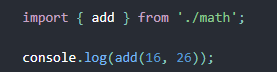 import { add } from './math';
console.log(add(16, 26));